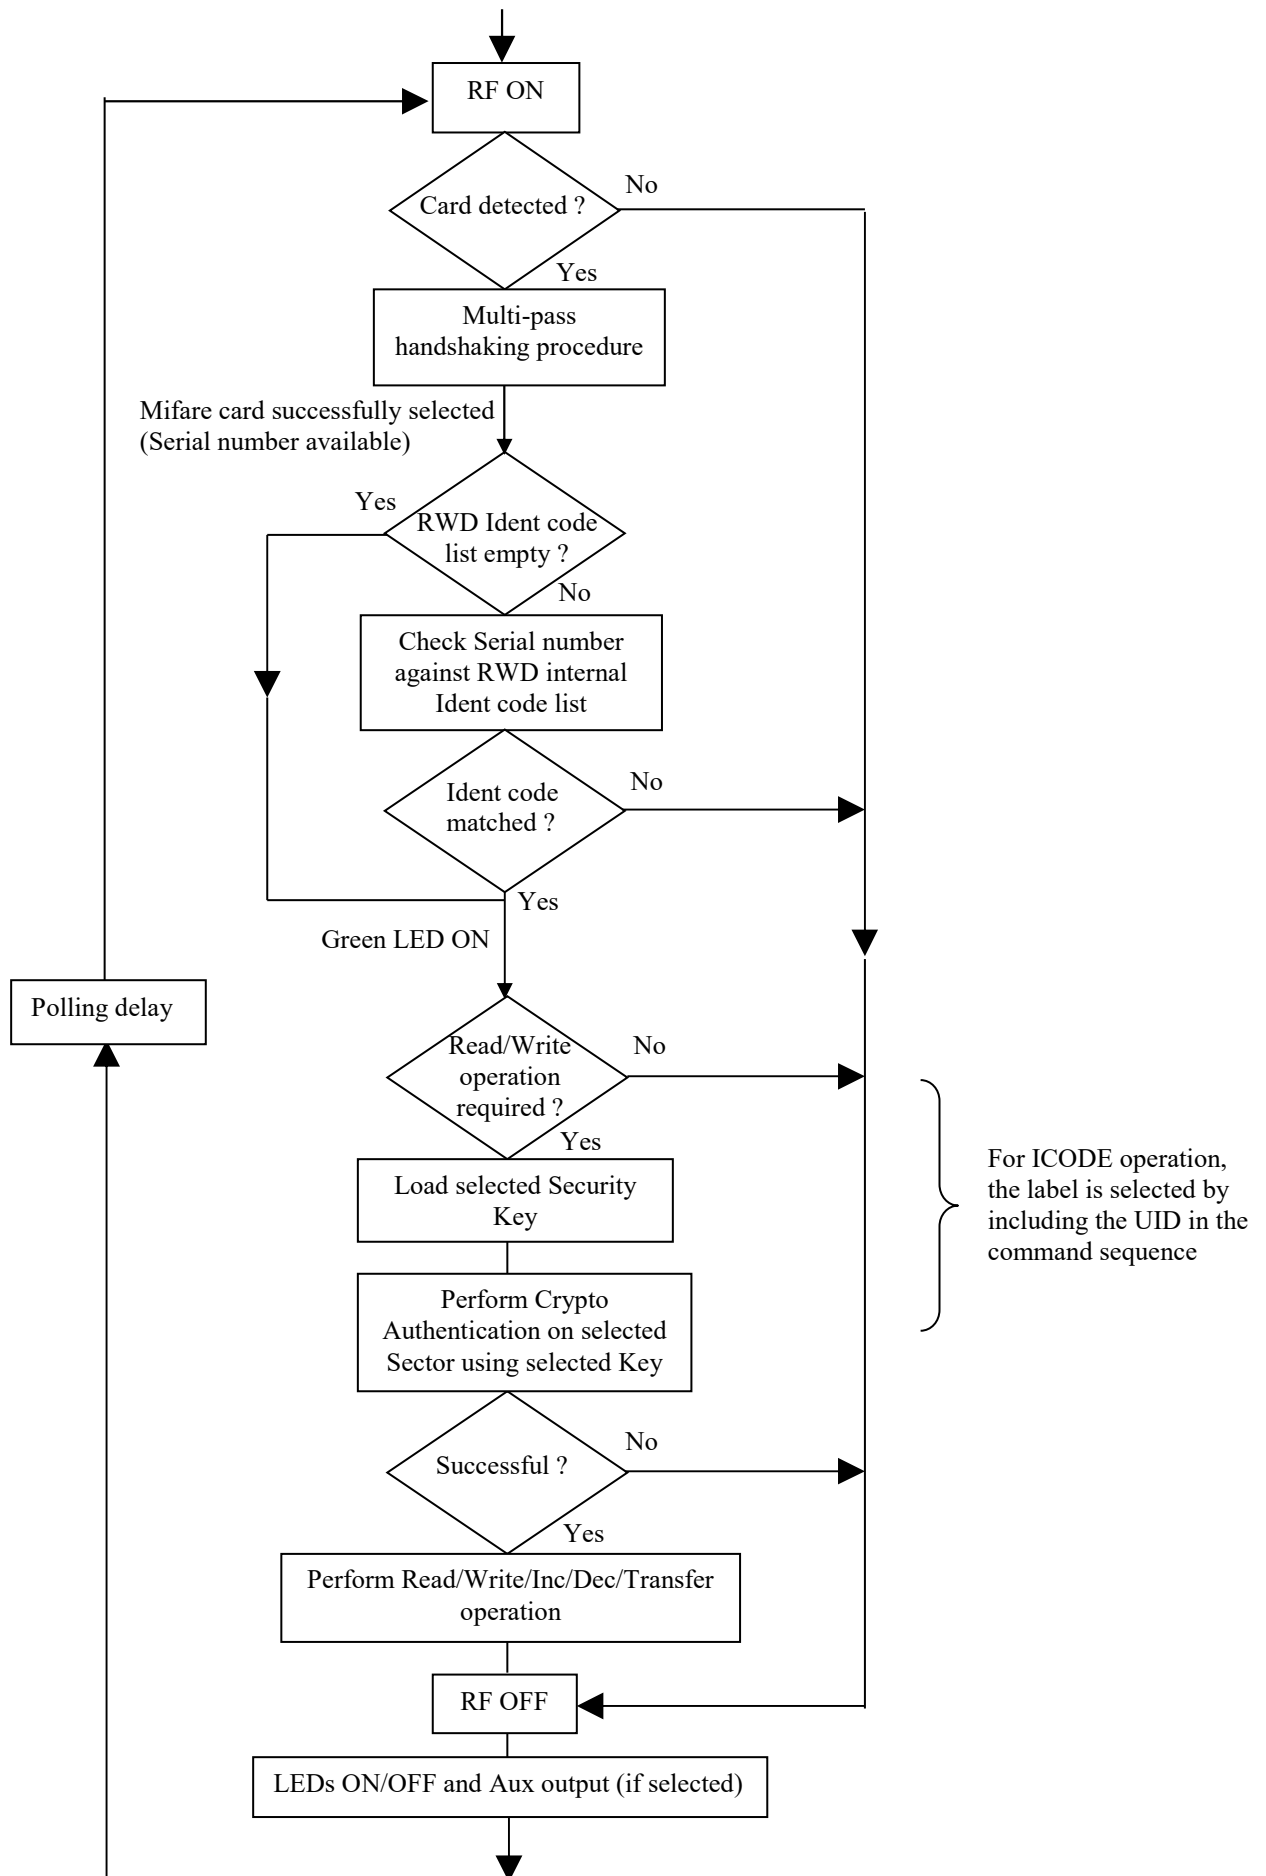 RF ON
No
Card detected ?
Yes
Multi-pass
handshaking procedure
Mifare card successfully selected
(Serial number available)
Yes
RWD Ident code
list empty ?
No
Check Serial number
against RWD internal
Ident code list
No
Ident code
matched ?
Yes
Green LED ON
Polling delay
Read/Write
operation
required ?
No
Yes
For ICODE operation,
the label is selected by
including the UID in the
command sequence
Load selected Security
Key
Perform Crypto
Authentication on selected
Sector using selected Key
No
Successful ?
Yes
Perform Read/Write/Inc/Dec/Transfer
operation
RF OFF
LEDs ON/OFF and Aux output (if selected)